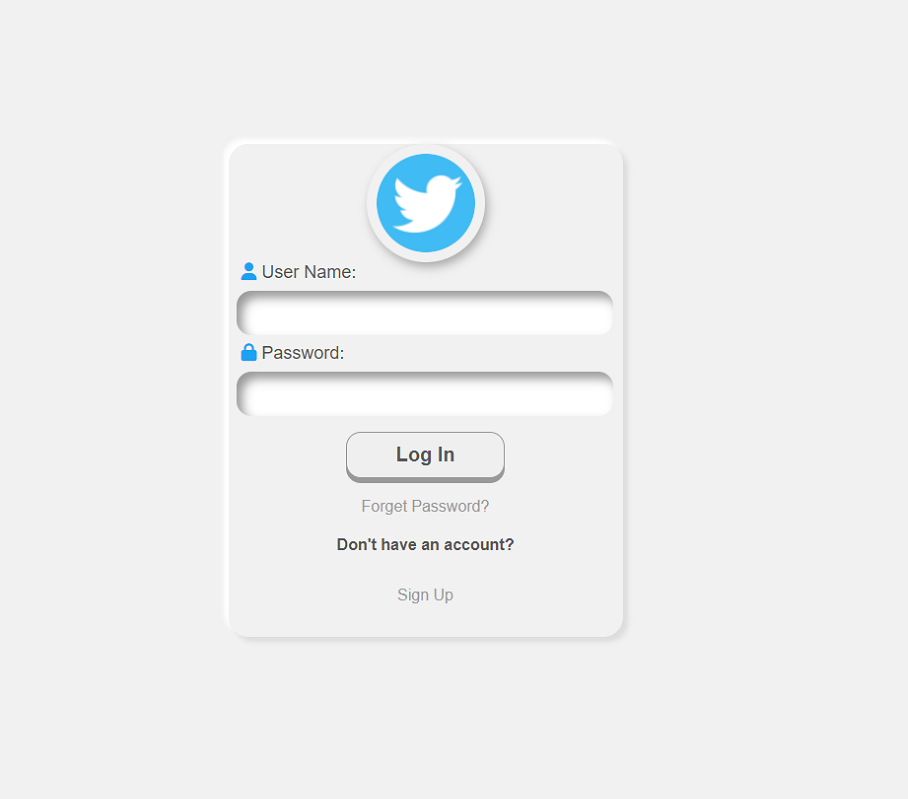 User Name:
Password:
Log In
Forget Password?
Don't have an account?
Sign Up